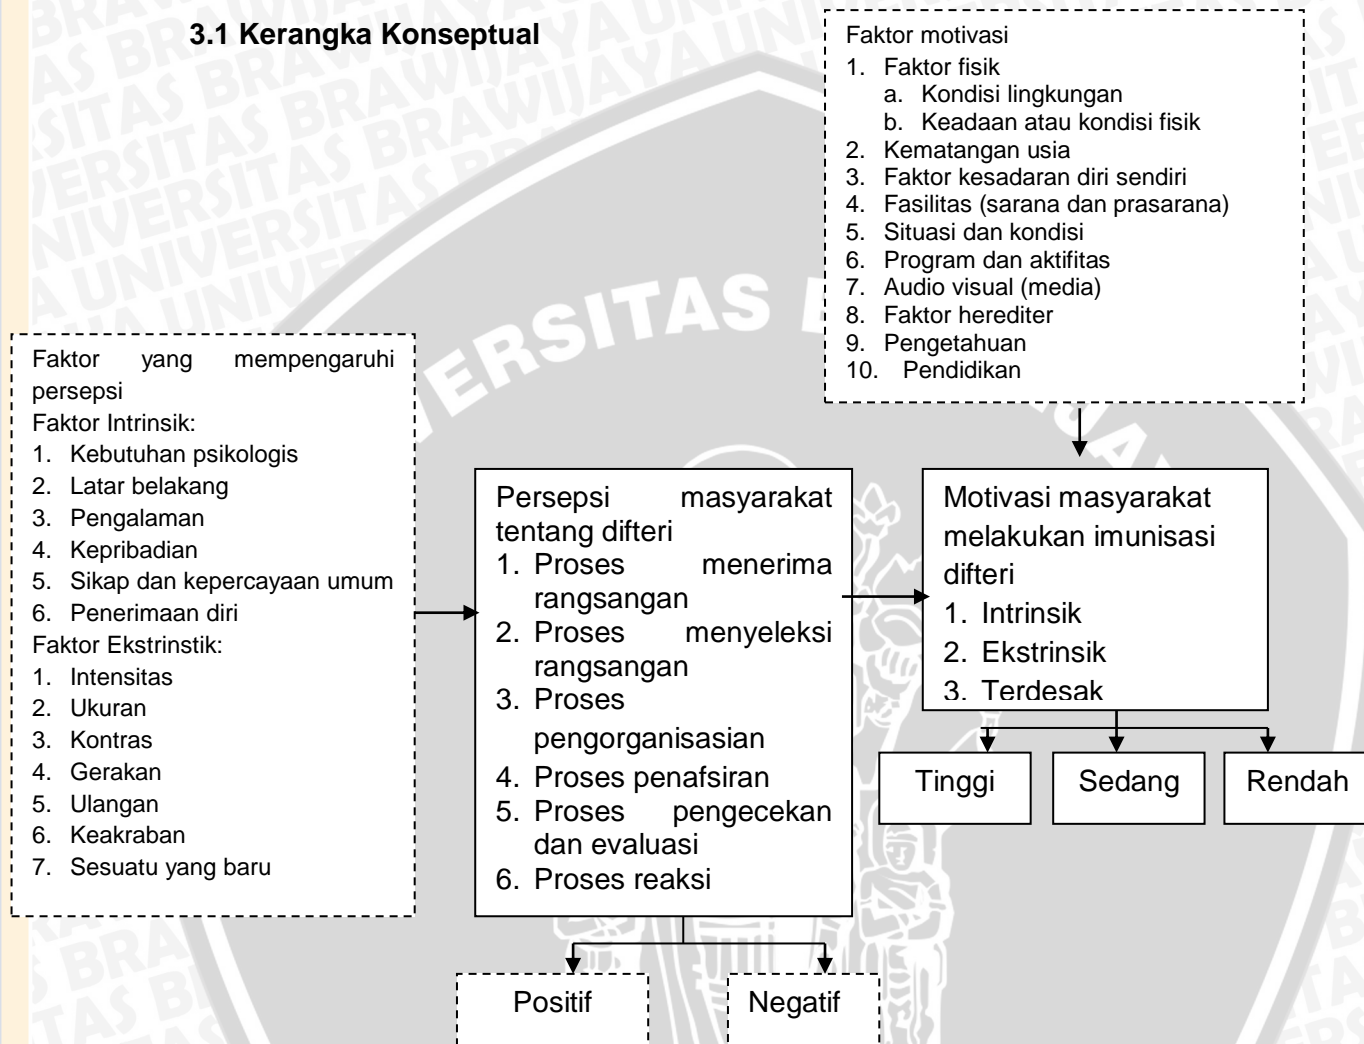 3.1 Kerangka Konseptual
Faktor motivasi
1. Faktor fisik
a. Kondisi lingkungan
b. Keadaan atau kondisi fisik
2. Kematangan usia
3. Faktor kesadaran diri sendiri
4. Fasilitas (sarana dan prasarana)
5. Situasi dan kondisi
6. Program dan aktifitas
7. Audio visual (media)
8. Faktor herediter
9. Pengetahuan
10. Pendidikan
Faktor yang mempengaruhi
persepsi
Faktor Intrinsik:
1. Kebutuhan psikologis
2. Latar belakang
3. Pengalaman
4. Kepribadian
5. Sikap dan kepercayaan umum
6. Penerimaan diri
Faktor Ekstrinstik:
1. Intensitas
2. Ukuran
3. Kontras
4. Gerakan
5. Ulangan
6. Keakraban
7. Sesuatu yang baru
Persepsi masyarakat
tentang difteri
1. Proses menerima
rangsangan
2. Proses menyeleksi
rangsangan
3. Proses
pengorganisasian
4. Proses penafsiran
5. Proses pengecekan
dan evaluasi
6. Proses reaksi
Motivasi masyarakat
melakukan imunisasi
difteri
1. Intrinsik
2. Ekstrinsik
3. Terdesak
Tinggi
Sedang
Rendah
Positif
Negatif